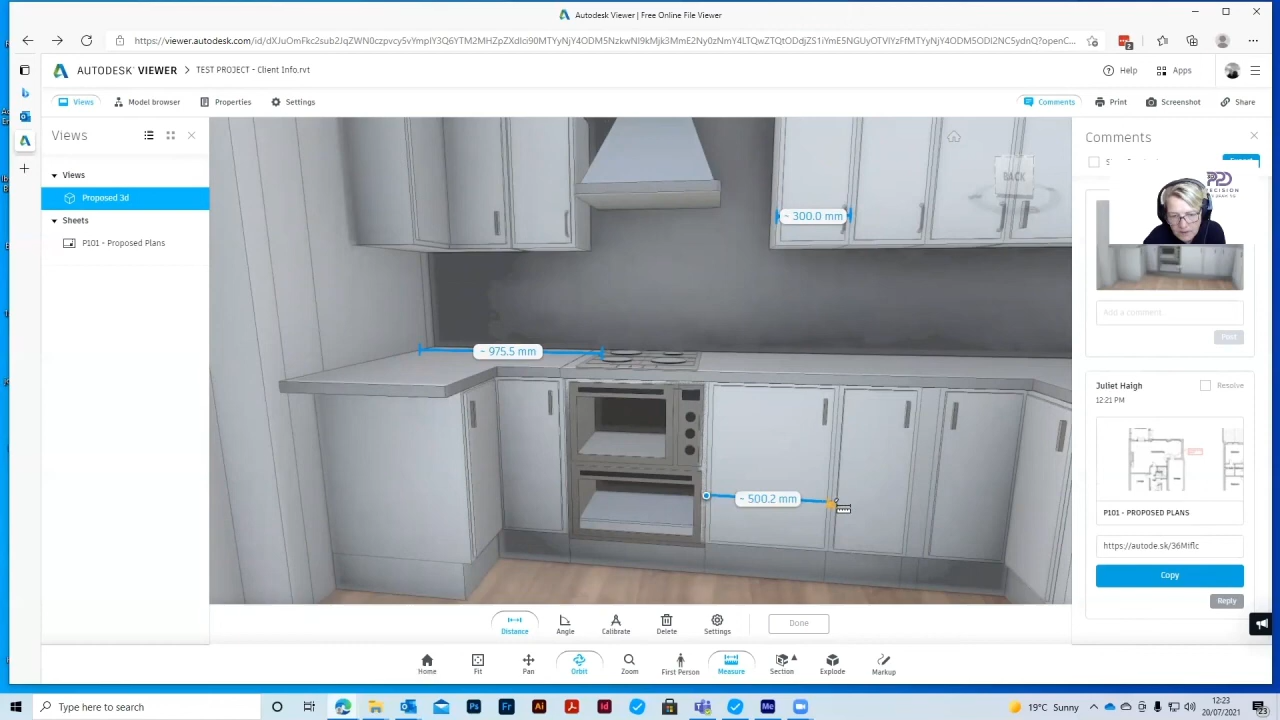 Autodesk Viewer | Free Online File Viewer
AUTODESK VIEWER > TEST PROJECT - Client Info.rvt
Help
Apps
Views
Model browser
Properties
Settings
Comments
Print
Screenshot
Share
Views
Views
Proposed 3d
Sheets
P101 - Proposed Plans
Comments
BACK
~ 300.0 mm
~ 975.5 mm
~ 500.2 mm
Add a comment
POST
Juliet Haigh
Resolve
12:21 PM
P101 - PROPOSED PLANS
Copy
Reply
Distance
Angle
Calibrate
Delete
Settings
Done
Home
Fit
Pan
Orbit
Zoom
First Person
Measure
Section
Explode
Markup
Type here to search
19°C Sunny
12:23
20/07/2021